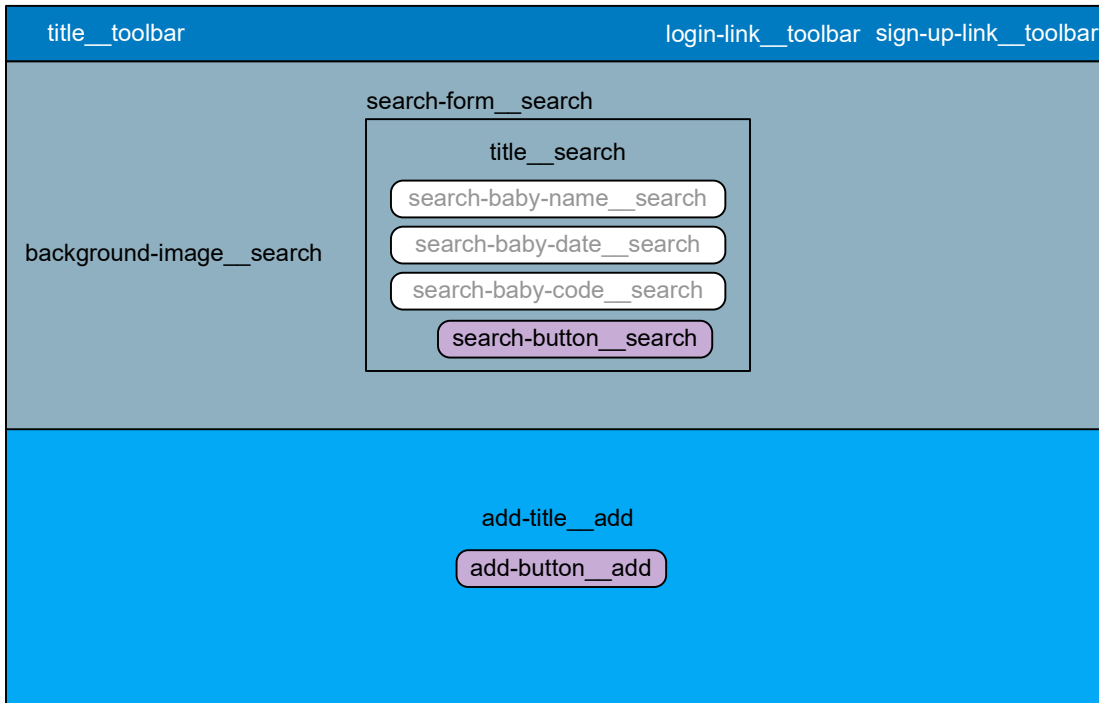 title__toolbar
login-link__toolbar sign-up-link__toolbar
search-form__search
title__search
search-baby-name__search
search-baby-date__search
background-image__search
search-baby-code__search
search-button__search
add-title__add
add-button__add